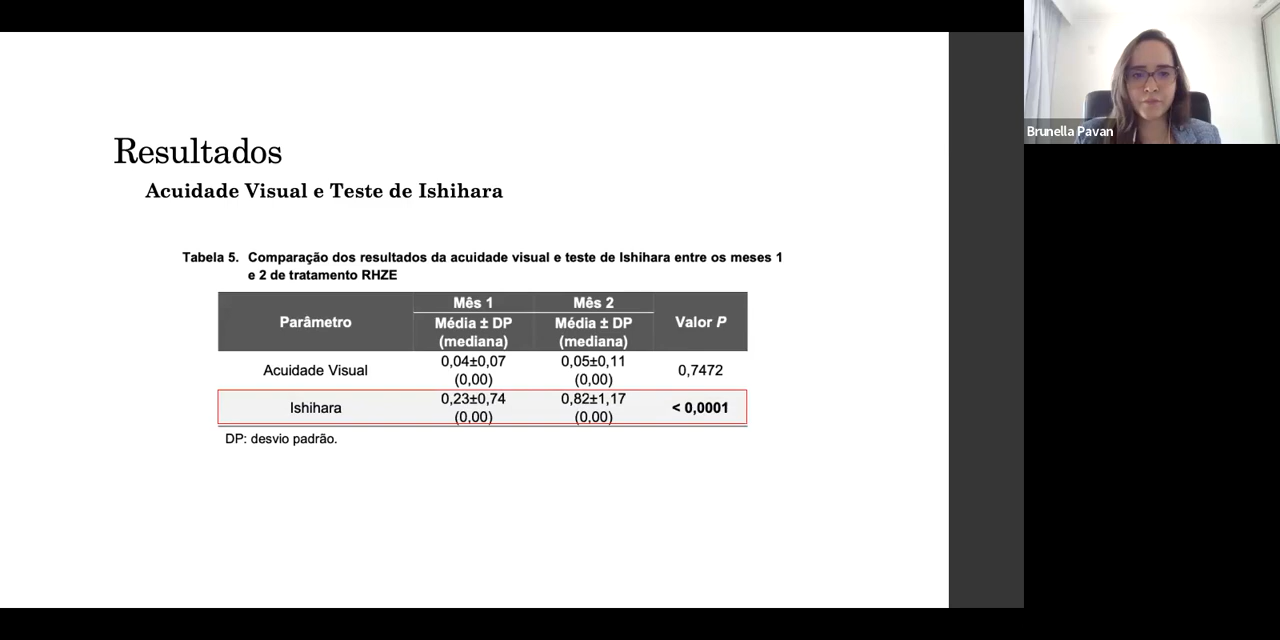 Resultados
Acuidade Visual e Teste de Ishihara
Tabela 5. Comparação dos resultados da acuidade visual e teste de Ishihara entre os meses 1
e 2 de tratamento RHZE
Parâmetro
Mês 1
Mês 2
Valor P
Média ± DP
(mediana)
Média ± DP
(mediana)
Acuidade Visual
0,04±0,07
(0,00)
0,05±0,11
(0,00)
0,7472
Ishihara
0,23±0,74
(0,00)
0,82±1,17
(0,00)
< 0,0001
DP: desvio padrão.
Brunella Pavan